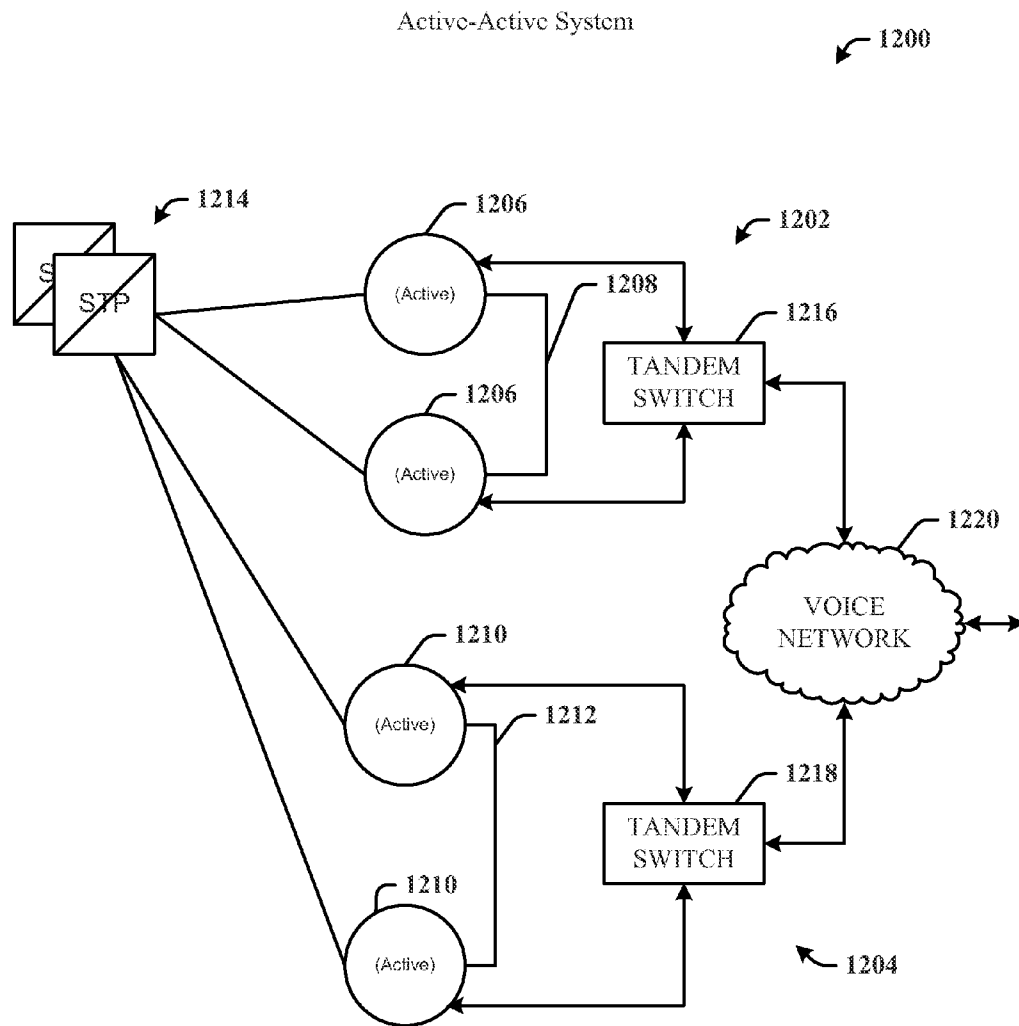 Active-Active System
1200
1214
1206
1202
1208
S
STP
(Active)
1216
TANDEM
SWITCH
1206
(Active)
1220
VOICE
NETWORK
1210
(Active)
1212
1218
TANDEM
SWITCH
1210
(Active)
1204